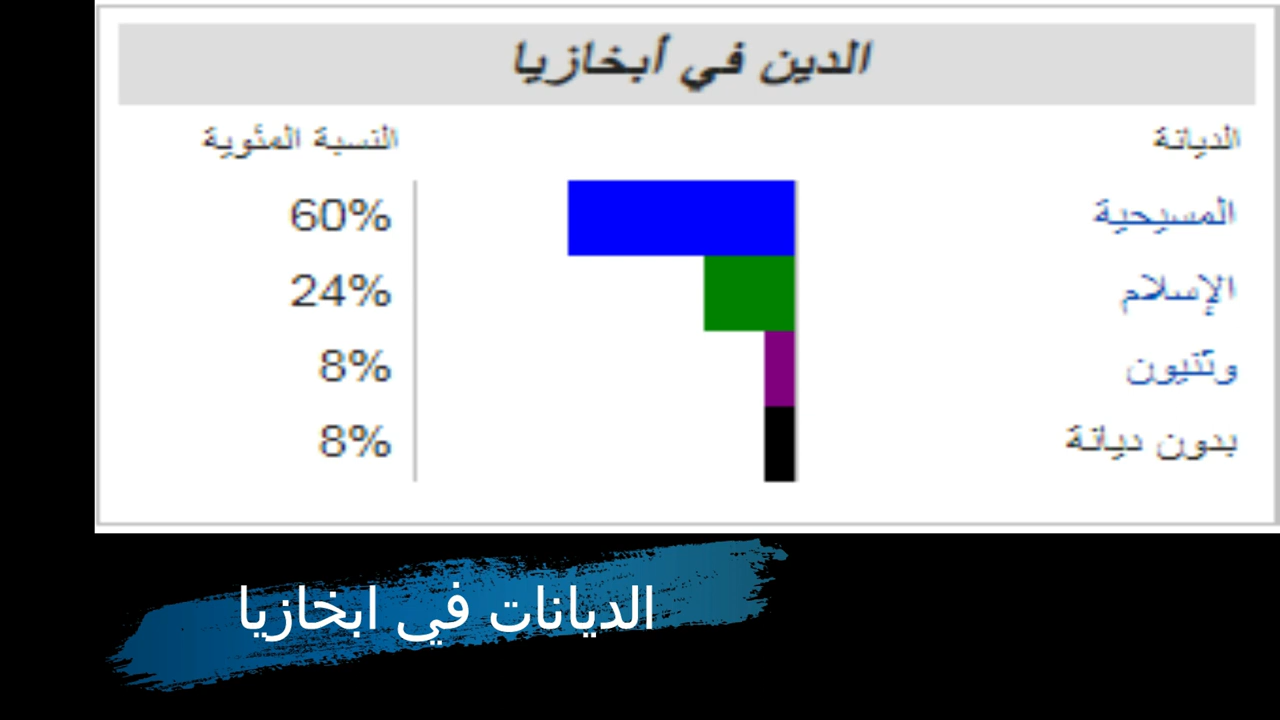 الدين في أبخازيا
الديانة النسبة المئوية
المسيحية 60%
الإسلام 24%
وثنيون 8%
بدون ديانة 8%
الديانات في ابخازيا